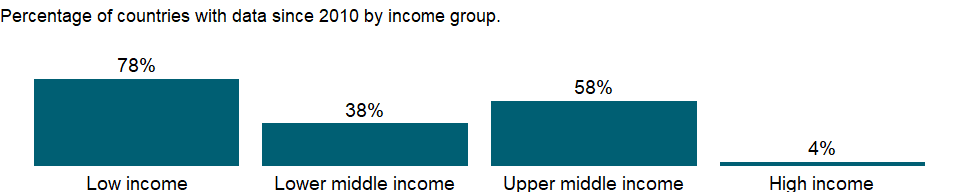 Percentage of countries with data since 2010 by income group.
78%
38%
58%
4%
Low income
Lower middle income
Upper middle income
High income